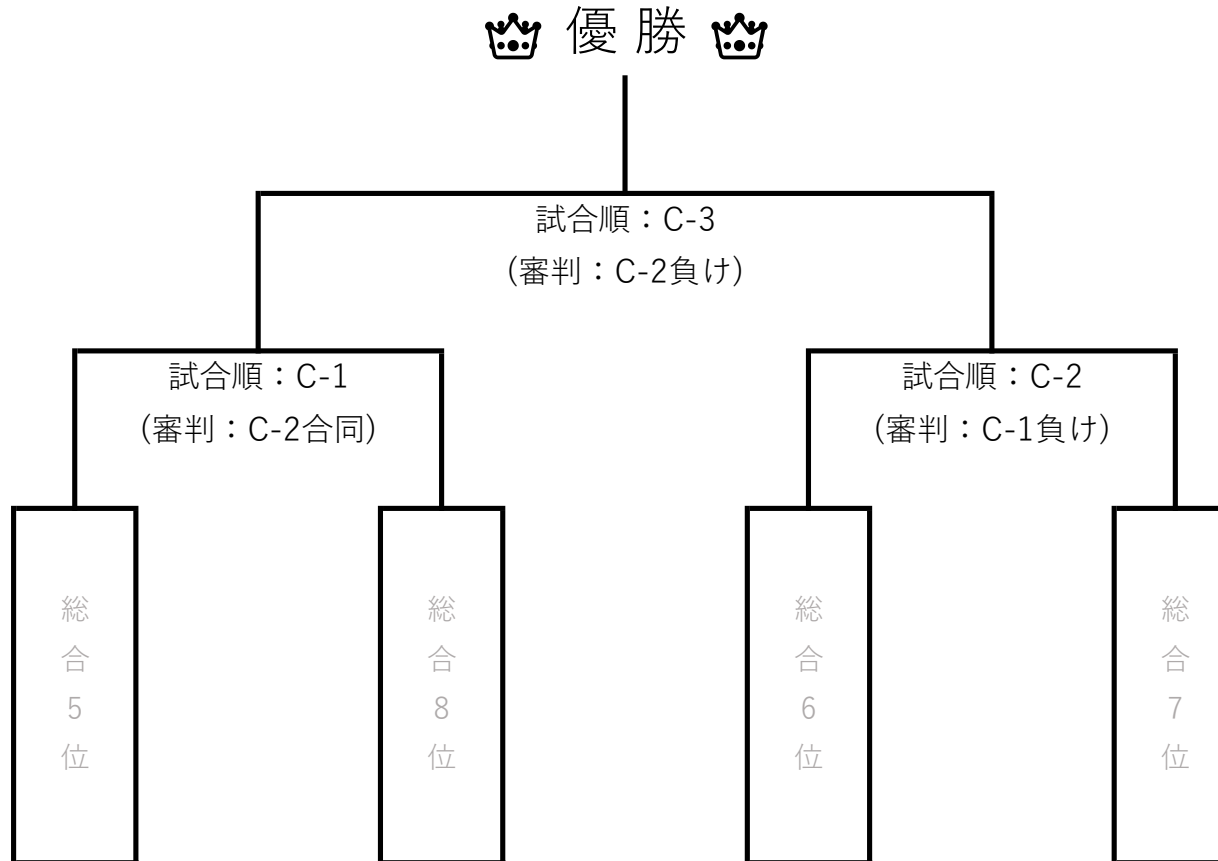 優勝
試合順：C-3
(審判：C-2負け)
試合順：C-1
(審判：C-2合同)
試合順：C-2
(審判：C-1負け)
総合5位
総合8位
総合6位
総合7位